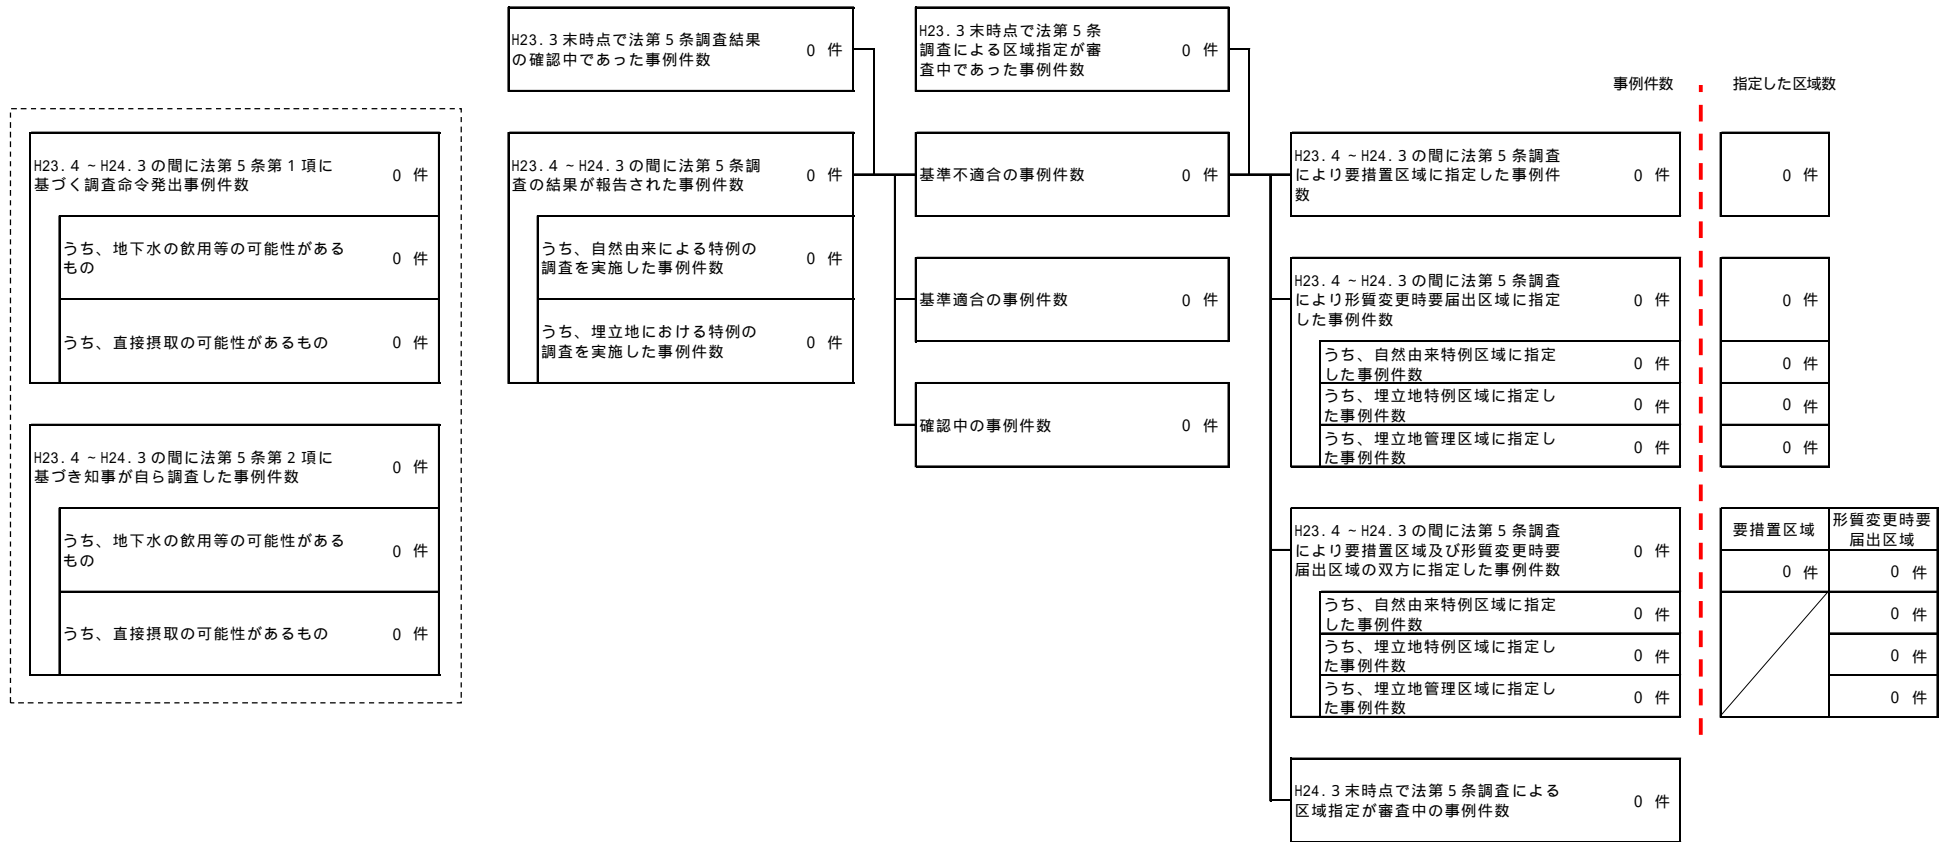 H23.3末時点で法第5条調査結果
の確認中であった事例件数
0 件
H23.3末時点で法第5条
調査による区域指定が審
査中であった事例件数
0 件
事例件数
指定した区域数
H23.4~H24.3の間に法第5条第1項に
基づく調査命令発出事例件数
0 件
うち、地下水の飲用等の可能性がある
もの
0 件
うち、直接摂取の可能性があるもの
0 件
H23.4~H24.3の間に法第5条第2項に
基づき知事が自ら調査した事例件数
0 件
うち、地下水の飲用等の可能性がある
もの
0 件
うち、直接摂取の可能性があるもの
0 件
H23.4~H24.3の間に法第5条調
査の結果が報告された事例件数
0 件
うち、自然由来による特例の
調査を実施した事例件数
0 件
うち、埋立地における特例の
調査を実施した事例件数
0 件
基準不適合の事例件数
0 件
基準適合の事例件数
0 件
確認中の事例件数
0 件
H23.4~H24.3の間に法第5条調査
により要措置区域に指定した事例件
数
0 件
0 件
H23.4~H24.3の間に法第5条調査
により形質変更時要届出区域に指定
した事例件数
0 件
0 件
うち、自然由来特例区域に指定
した事例件数
0 件
0 件
うち、埋立地特例区域に指定し
た事例件数
0 件
0 件
うち、埋立地管理区域に指定し
た事例件数
0 件
0 件
H23.4~H24.3の間に法第5条調査
により要措置区域及び形質変更時要
届出区域の双方に指定した事例件数
0 件
要措置区域
形質変更時要
届出区域
0 件
0 件
うち、自然由来特例区域に指定
した事例件数
0 件
0 件
うち、埋立地特例区域に指定し
た事例件数
0 件
0 件
うち、埋立地管理区域に指定し
た事例件数
0 件
0 件
H24.3末時点で法第5条調査による
区域指定が審査中の事例件数
0 件